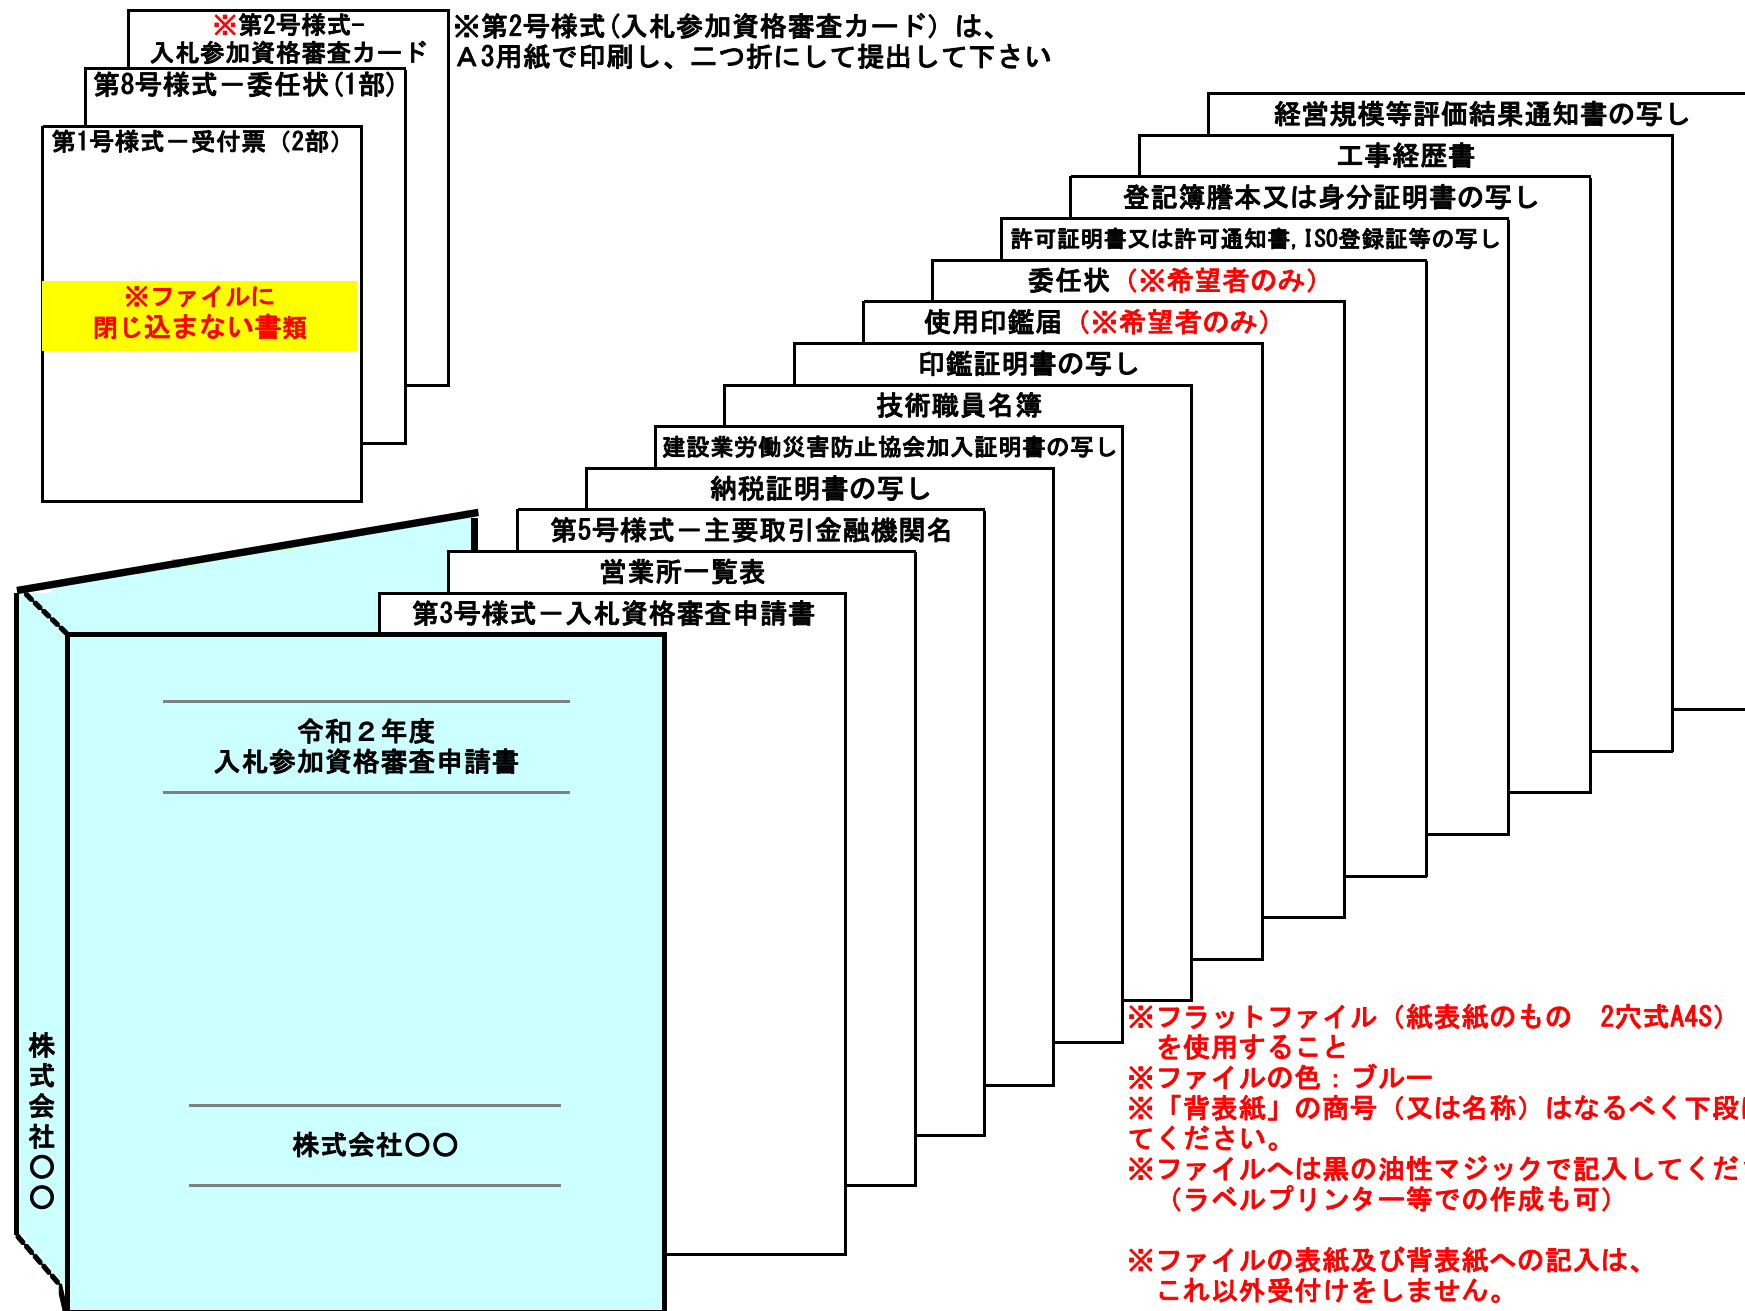 ※第2号様式-
入札参加資格審査カード
※第2号様式(入札参加資格審査カード）は、
Ａ3用紙で印刷し、二つ折にして提出して下さい
第8号様式－委任状(1部)
第1号様式－受付票（2部）
※ファイルに
閉じ込まない書類
経営規模等評価結果通知書の写し
工事経歴書
登記簿謄本又は身分証明書の写し
許可証明書又は許可通知書,ISO登録証等の写し
委任状（※希望者のみ）
使用印鑑届（※希望者のみ）
印鑑証明書の写し
技術職員名簿
建設業労働災害防止協会加入証明書の写し
納税証明書の写し
第5号様式－主要取引金融機関名
営業所一覧表
第3号様式－入札資格審査申請書
令和２年度
入札参加資格審査申請書
株式会社〇〇
株式会社〇〇
※フラットファイル（紙表紙のもの　2穴式A4S）
を使用すること
※ファイルの色：ブルー
※「背表紙」の商号（又は名称）はなるべく下段
てください。
※ファイルへは黒の油性マジックで記入してくだ
（ラベルプリンター等での作成も可）
※ファイルの表紙及び背表紙への記入は、
これ以外受付けをしません。